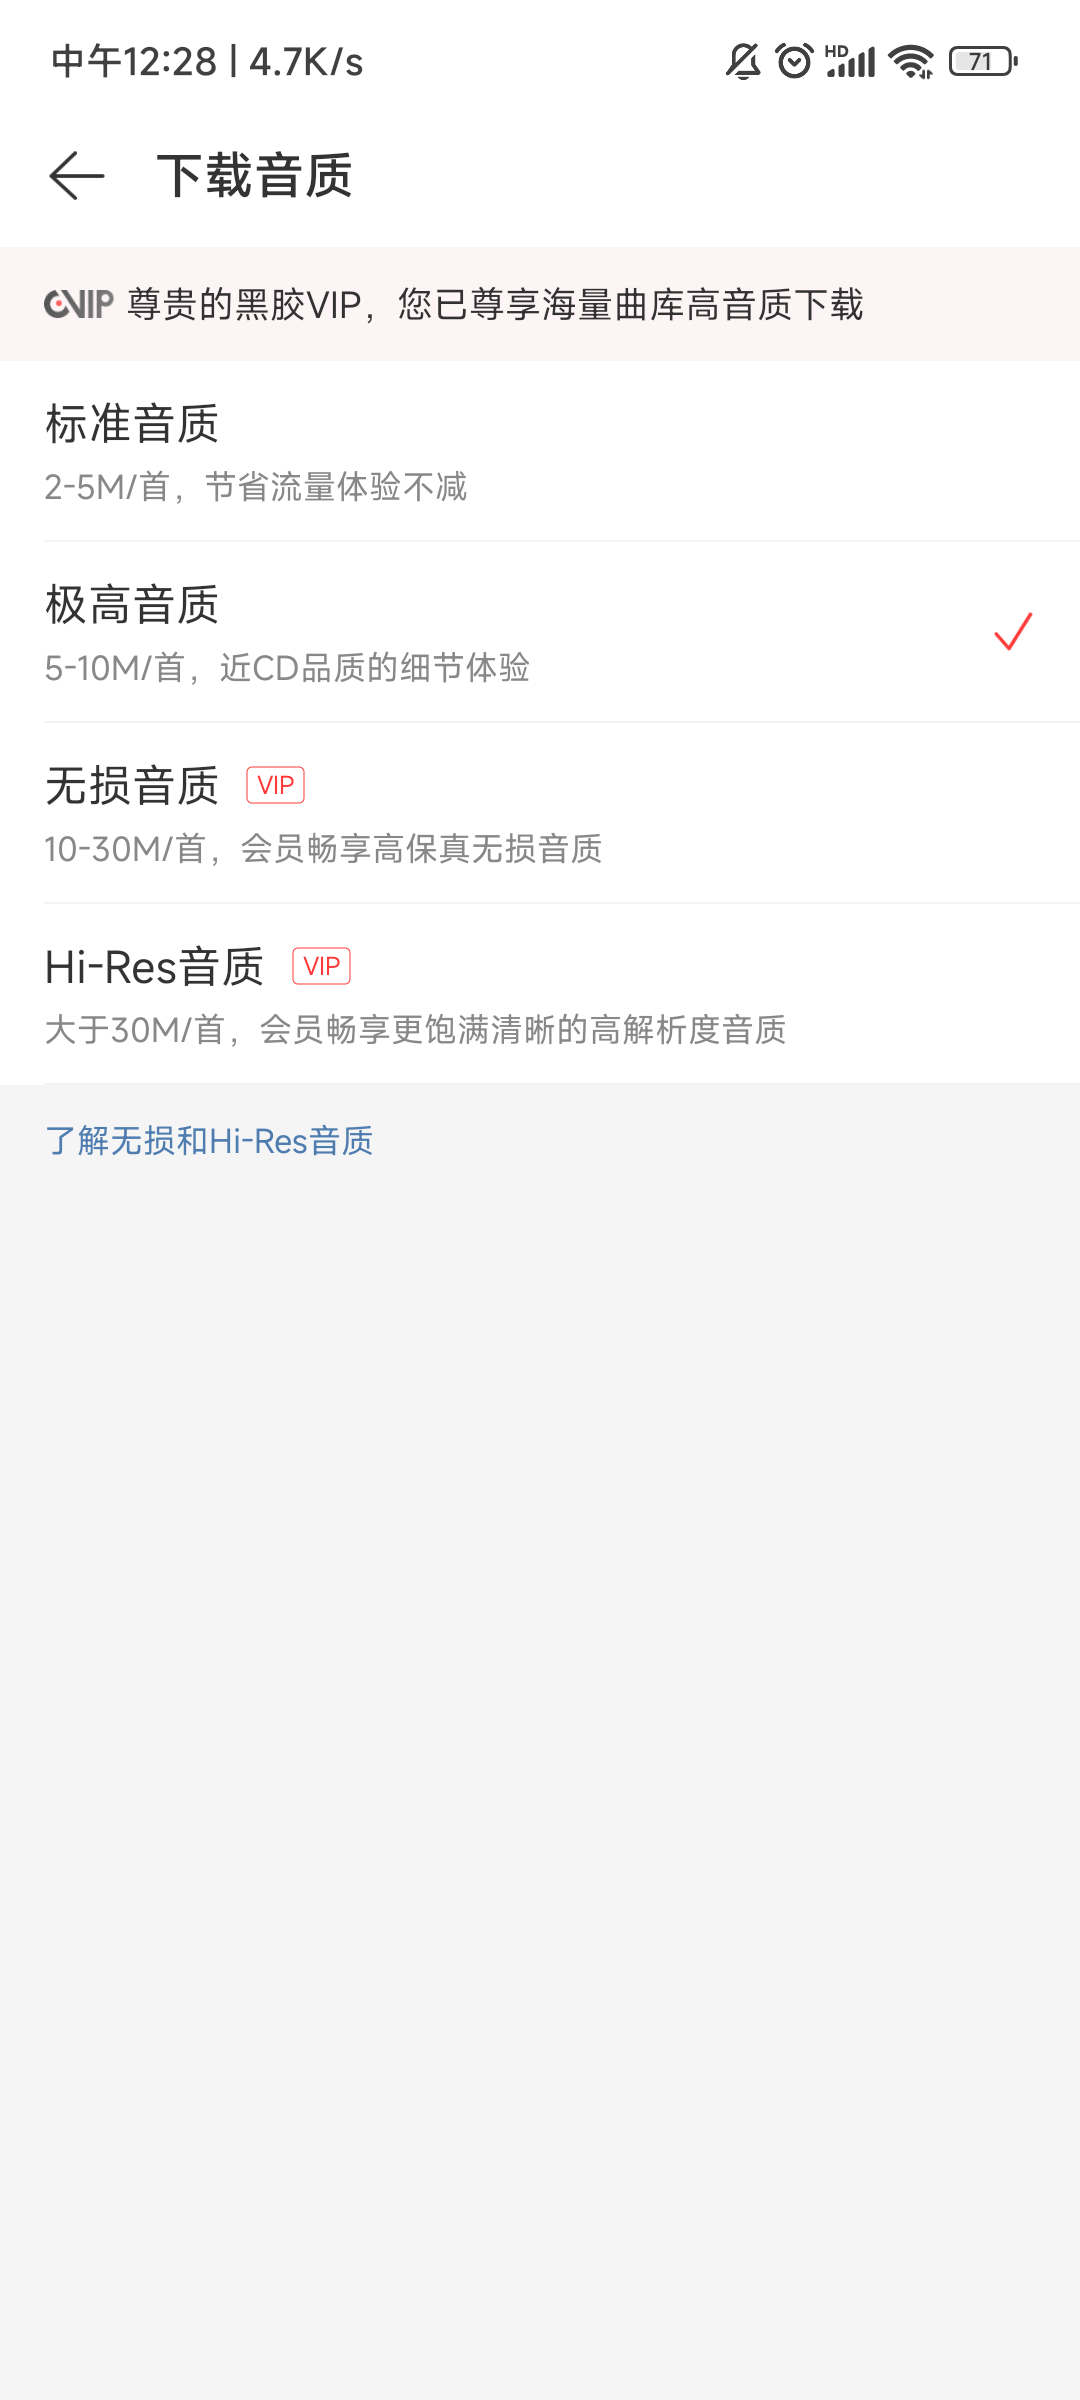 中午12:28 | 4.7K/s
HD
71
下载音质
VIP 尊贵的黑胶VIP，您已尊享海量曲库高音质下载
标准音质
2-5M/首，节省流量体验不减
极高音质
5-10M/首，近CD品质的细节体验
无损音质 VIP
10-30M/首，会员畅享高保真无损音质
Hi-Res音质 VIP
大于30M/首，会员畅享更饱满清晰的高解析度音质
了解无损和Hi-Res音质